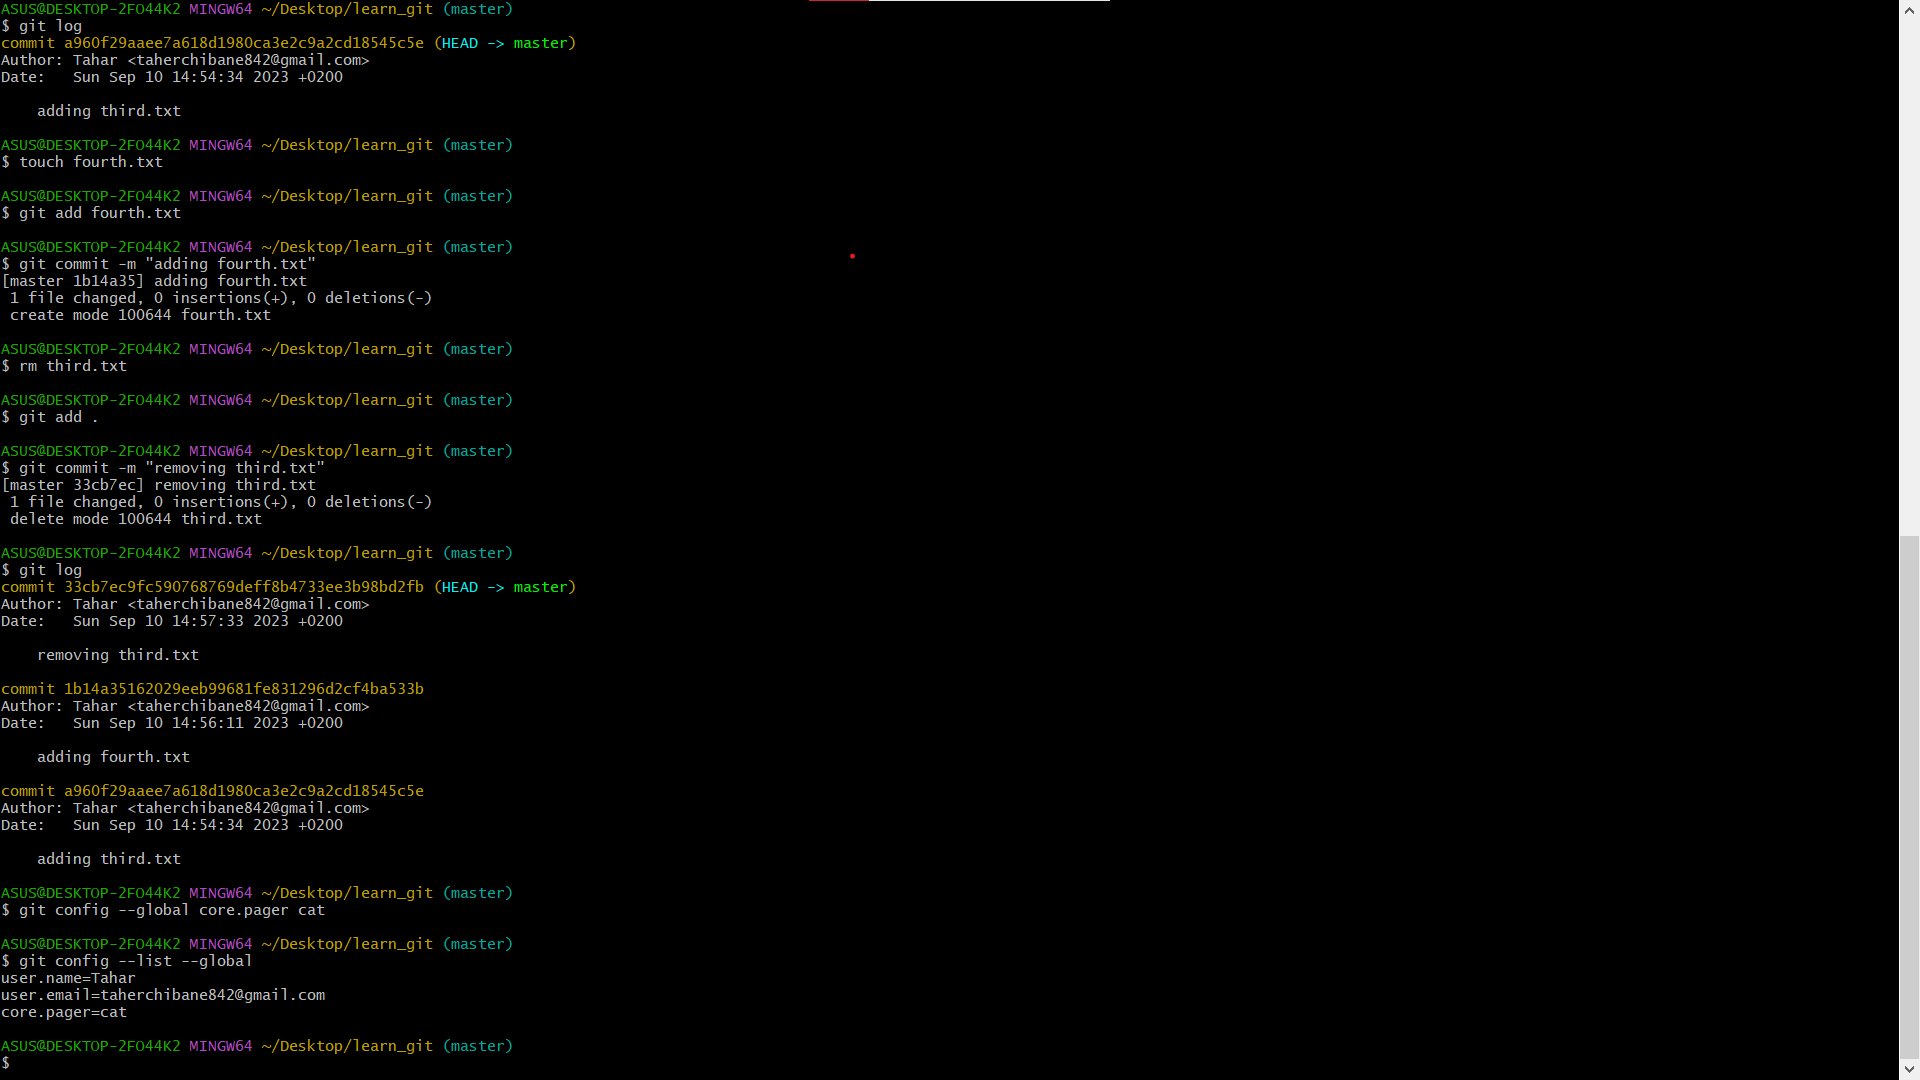 ASUS@DESKTOP-2FO44K2 MINGW64 ~/Desktop/learn_git (master)
$ git log
commit a960f29aaee7a618d1980ca3e2c9a2cd18545c5e (HEAD -> master)
Author: Tahar <taherchibane842@gmail.com>
Date:   Sun Sep 10 14:54:34 2023 +0200

    adding third.txt

ASUS@DESKTOP-2FO44K2 MINGW64 ~/Desktop/learn_git (master)
$ touch fourth.txt

ASUS@DESKTOP-2FO44K2 MINGW64 ~/Desktop/learn_git (master)
$ git add fourth.txt

ASUS@DESKTOP-2FO44K2 MINGW64 ~/Desktop/learn_git (master)
$ git commit -m "adding fourth.txt"
[master 1b14a35] adding fourth.txt
 1 file changed, 0 insertions(+), 0 deletions(-)
 create mode 100644 fourth.txt

ASUS@DESKTOP-2FO44K2 MINGW64 ~/Desktop/learn_git (master)
$ rm third.txt

ASUS@DESKTOP-2FO44K2 MINGW64 ~/Desktop/learn_git (master)
$ git add .

ASUS@DESKTOP-2FO44K2 MINGW64 ~/Desktop/learn_git (master)
$ git commit -m "removing third.txt"
[master 33cb7ec] removing third.txt
 1 file changed, 0 insertions(+), 0 deletions(-)
 delete mode 100644 third.txt

ASUS@DESKTOP-2FO44K2 MINGW64 ~/Desktop/learn_git (master)
$ git log
commit 33cb7ec9fc590768769deff8b4733ee3b98bd2fb (HEAD -> master)
Author: Tahar <taherchibane842@gmail.com>
Date:   Sun Sep 10 14:57:33 2023 +0200

    removing third.txt

commit 1b14a35162029eeb99681fe831296d2cf4ba533b
Author: Tahar <taherchibane842@gmail.com>
Date:   Sun Sep 10 14:56:11 2023 +0200

    adding fourth.txt

commit a960f29aaee7a618d1980ca3e2c9a2cd18545c5e
Author: Tahar <taherchibane842@gmail.com>
Date:   Sun Sep 10 14:54:34 2023 +0200

    adding third.txt

ASUS@DESKTOP-2FO44K2 MINGW64 ~/Desktop/learn_git (master)
$ git config --global core.pager cat

ASUS@DESKTOP-2FO44K2 MINGW64 ~/Desktop/learn_git (master)
$ git config --list --global
user.name=Tahar
user.email=taherchibane842@gmail.com
core.pager=cat

ASUS@DESKTOP-2FO44K2 MINGW64 ~/Desktop/learn_git (master)
$